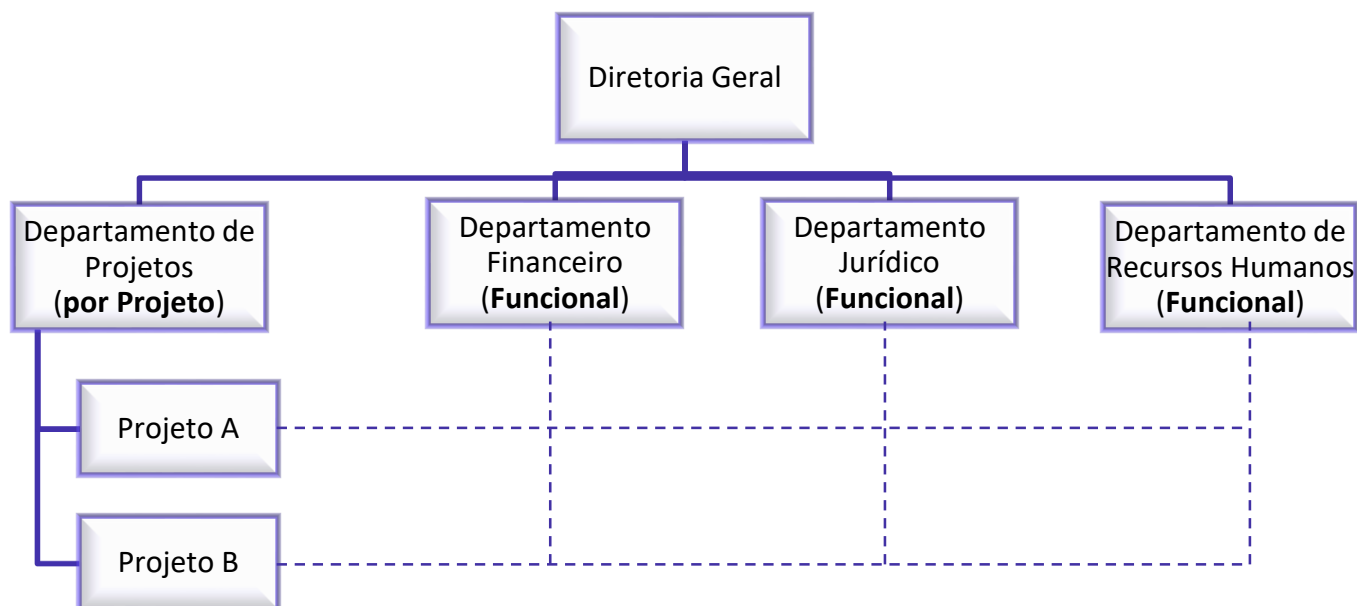 Diretoria Geral
Departamento de
Projetos
(por Projeto)
Departamento
Financeiro
(Funcional)
Departamento
Jurídico
(Funcional)
Departamento de
Recursos Humanos
(Funcional)
Projeto A
Projeto B